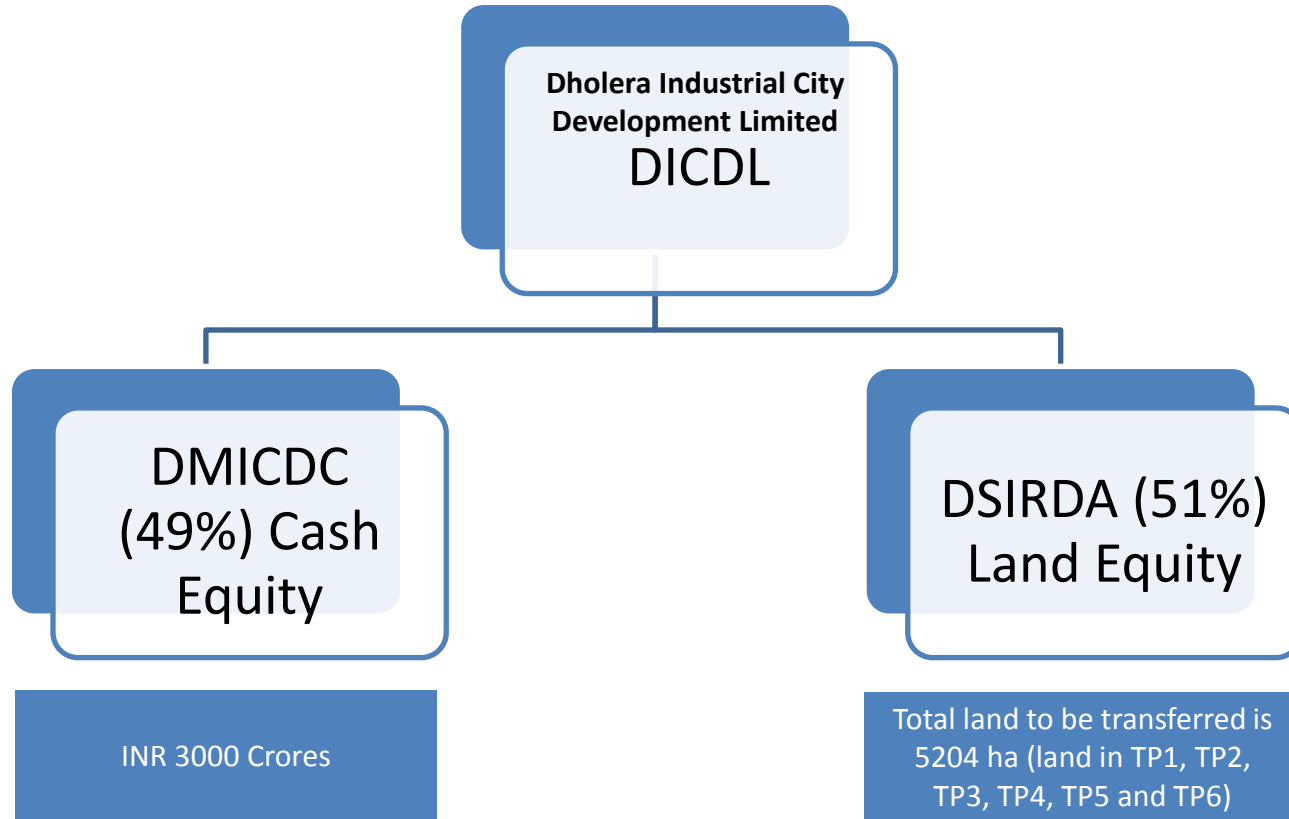 Dholera Industrial City
Development Limited
DICDL
DMICDC
(49%) Cash
Equity
DSIRDA (51%)
Land Equity
INR 3000 Crores
Total land to be transferred is
5204 ha (land in TP1, TP2,
TP3, TP4, TP5 and TP6)